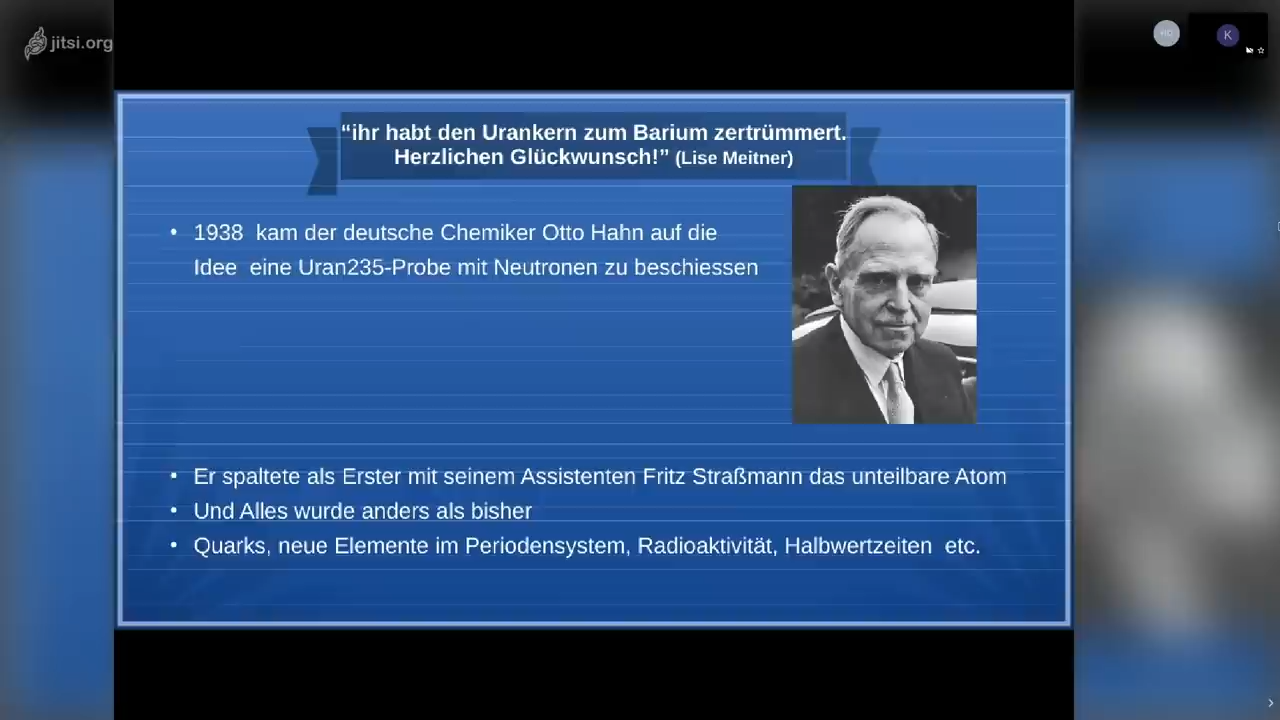 jitsi.org
K
“ihr habt den Urankern zum Barium zertrümmert.
Herzlichen Glückwunsch!” (Lise Meitner)
• 1938  kam der deutsche Chemiker Otto Hahn auf die
Idee  eine Uran235-Probe mit Neutronen zu beschiessen
• Er spaltete als Erster mit seinem Assistenten Fritz Straßmann das unteilbare Atom
• Und Alles wurde anders als bisher
• Quarks, neue Elemente im Periodensystem, Radioaktivität, Halbwertzeiten  etc.